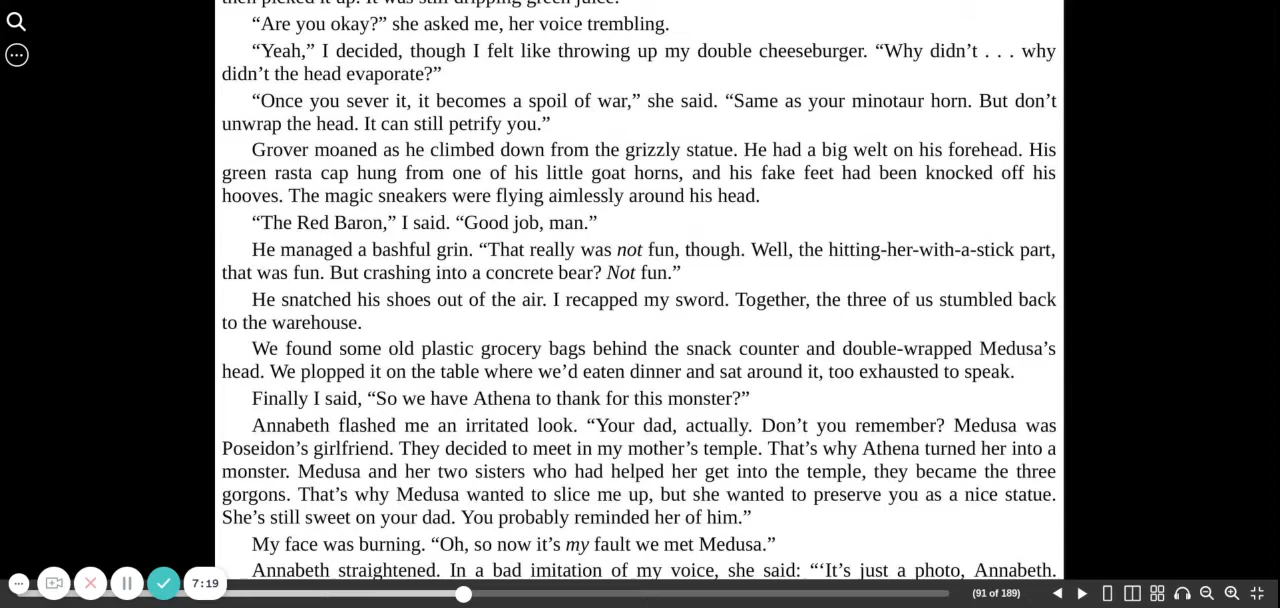 then picked it up. It was still dripping green juice.
“Are you okay?” she asked me, her voice trembling.
“Yeah,” I decided, though I felt like throwing up my double cheeseburger. “Why didn’t . . . why
didn’t the head evaporate?”
“Once you sever it, it becomes a spoil of war,” she said. “Same as your minotaur horn. But don’t
unwrap the head. It can still petrify you.”
Grover moaned as he climbed down from the grizzly statue. He had a big welt on his forehead. His
green rasta cap hung from one of his little goat horns, and his fake feet had been knocked off his
hooves. The magic sneakers were flying aimlessly around his head.
“The Red Baron,” I said. “Good job, man.”
He managed a bashful grin. “That really was not fun, though. Well, the hitting-her-with-a-stick part,
that was fun. But crashing into a concrete bear? Not fun.”
He snatched his shoes out of the air. I recapped my sword. Together, the three of us stumbled back
to the warehouse.
We found some old plastic grocery bags behind the snack counter and double-wrapped Medusa’s
head. We plopped it on the table where we’d eaten dinner and sat around it, too exhausted to speak.
Finally I said, “So we have Athena to thank for this monster?”
Annabeth flashed me an irritated look. “Your dad, actually. Don’t you remember? Medusa was
Poseidon’s girlfriend. They decided to meet in my mother’s temple. That’s why Athena turned her into a
monster. Medusa and her two sisters who had helped her get into the temple, they became the three
gorgons. That’s why Medusa wanted to slice me up, but she wanted to preserve you as a nice statue.
She’s still sweet on your dad. You probably reminded her of him.”
My face was burning. “Oh, so now it’s my fault we met Medusa.”
Annabeth straightened. In a bad imitation of my voice, she said: “‘It’s just a photo, Annabeth.
7:19
(91 of 189)